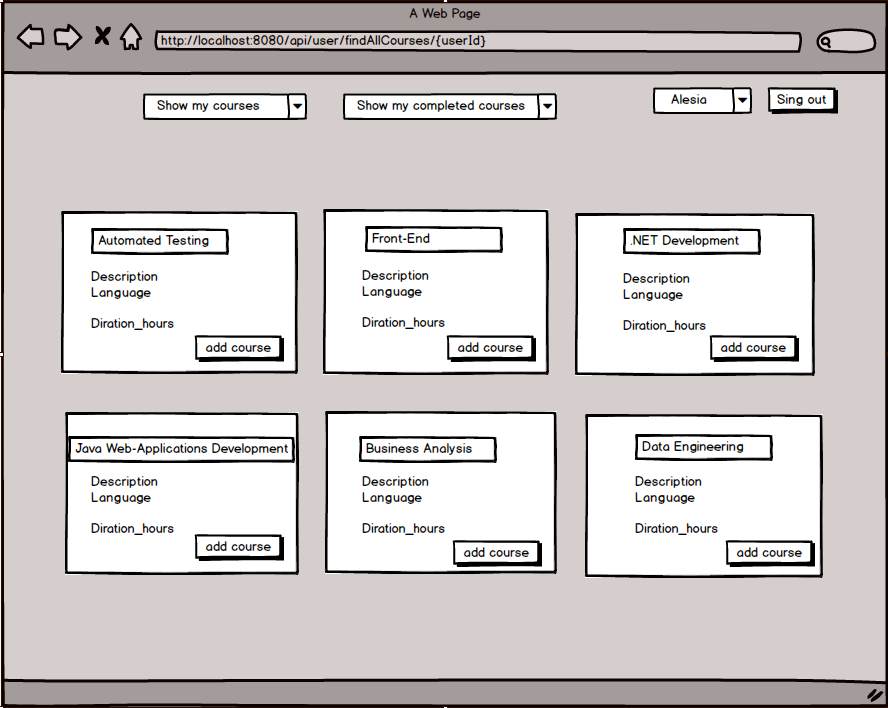 A Web Page
http://localhost:8080/api/user/findAllCourses/{userId}
Show my courses
Show my completed courses
Alesia
Sing out
Automated Testing
Description
Language
Diration_hours
add course
Front-End
Description
Language
Diration_hours
add course
.NET Development
Description
Language
Diration_hours
add course
Java Web-Applications Development
Description
Language
Diration_hours
add course
Business Analysis
Description
Language
Diration_hours
add course
Data Engineering
Description
Language
Diration_hours
add course